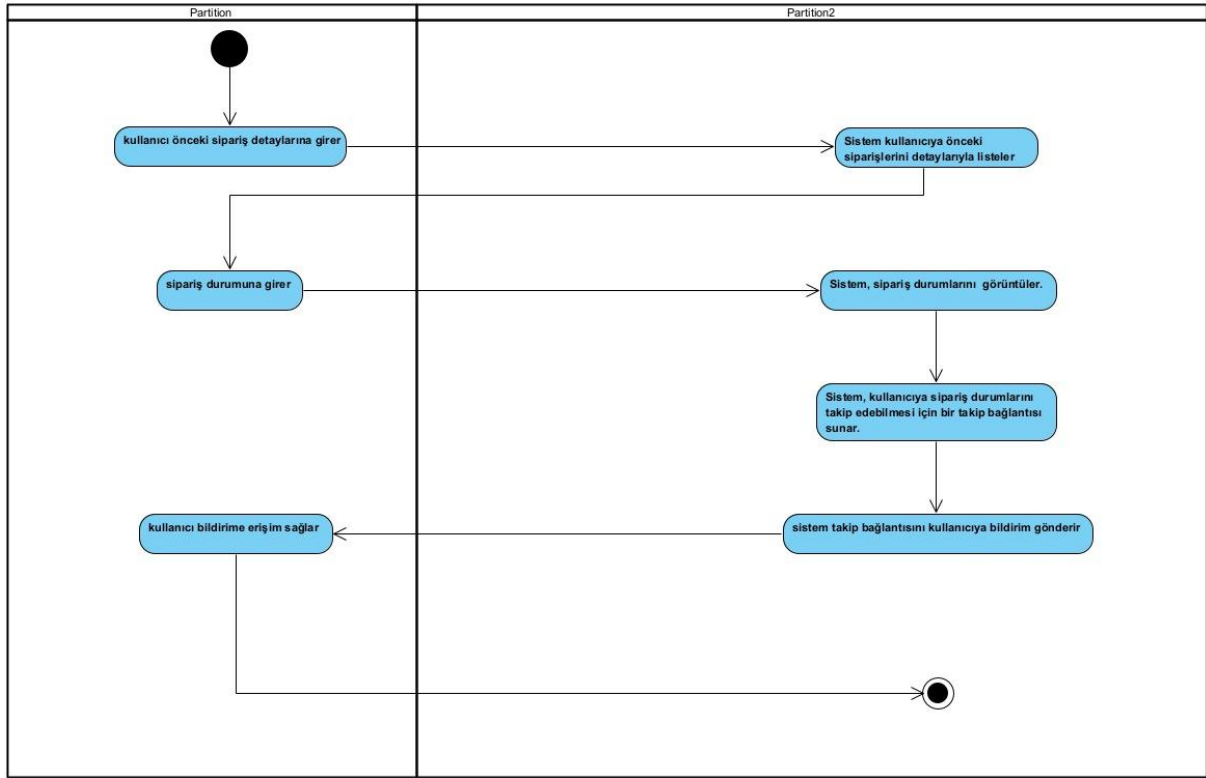 Partition
Partition2
kullanıcı önceki sipariş detaylarına girer
Sistem kullanıcıya önceki
siparişlerini detaylarıyla listeler
sipariş durumuna girer
Sistem, sipariş durumlarını görüntüler.
Sistem, kullanıcıya sipariş durumlarını
takip edebilmesi için bir takip bağlantısı
sunar.
kullanıcı bildirime erişim sağlar
sistem takip bağlantısını kullanıcıya bildirim gönderir